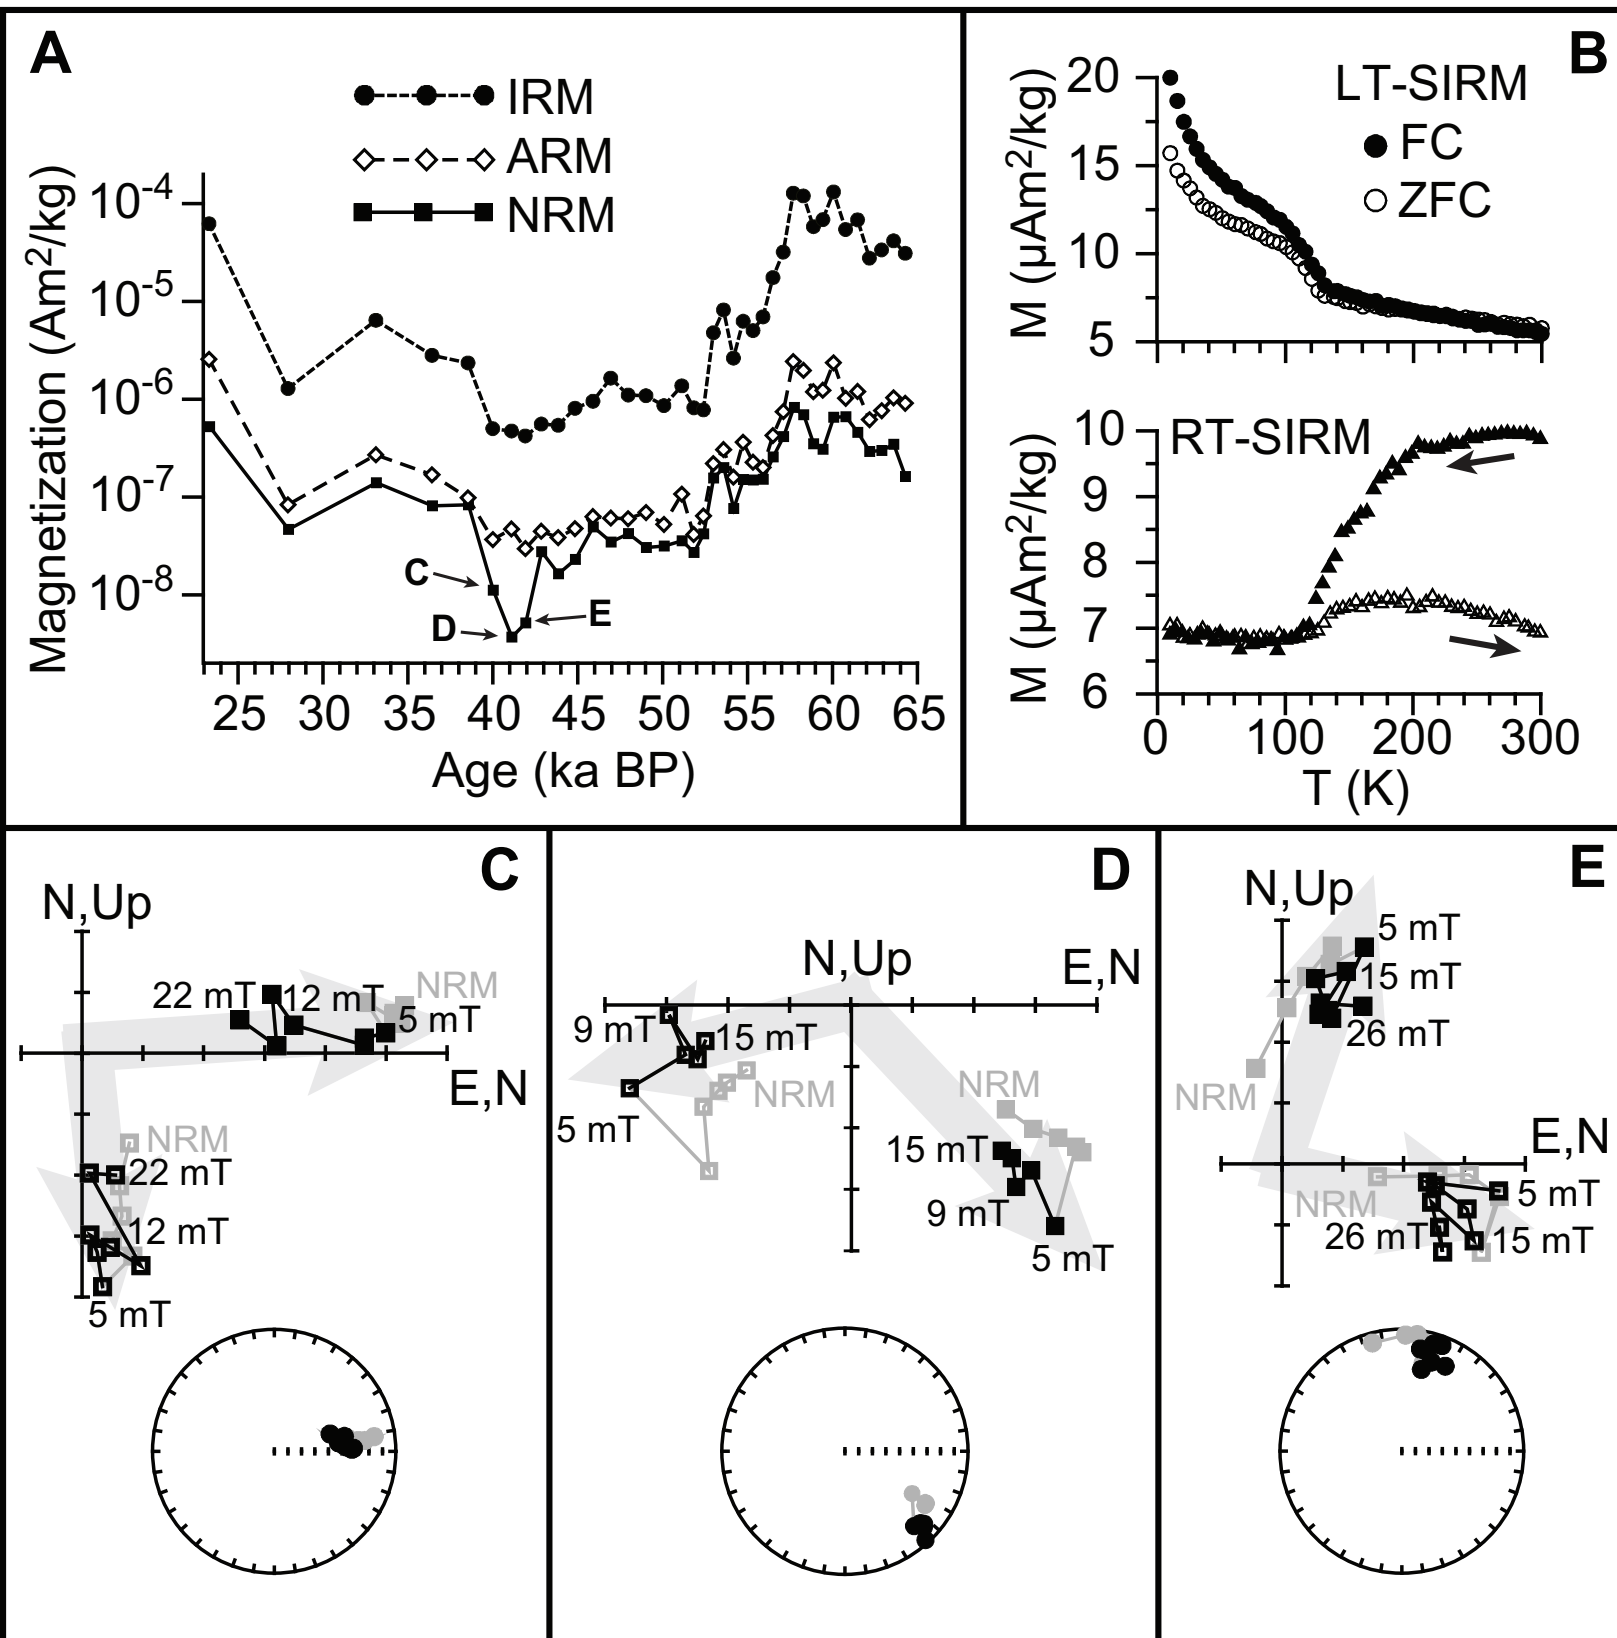 A
IRM
ARM
NRM
Magnetization (Am²/kg)
10⁻⁴
10⁻⁵
10⁻⁶
10⁻⁷
10⁻⁸
C
D
E
25 30 35 40 45 50 55 60 65
Age (ka BP)
B
LT-SIRM
FC
ZFC
M (µAm²/kg)
20
15
10
5
RT-SIRM
M (µAm²/kg)
10
9
8
7
6
0 100 200 300
T (K)
C
N,Up
22 mT
12 mT
NRM
5 mT
E,N
NRM
22 mT
12 mT
5 mT
D
N,Up
E,N
9 mT
15 mT
NRM
5 mT
NRM
15 mT
9 mT
5 mT
E
N,Up
5 mT
15 mT
26 mT
NRM
E,N
NRM
5 mT
26 mT
15 mT